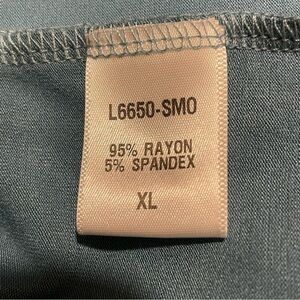 L6650-SMO
95% RAYON
5% SPANDEX
XL